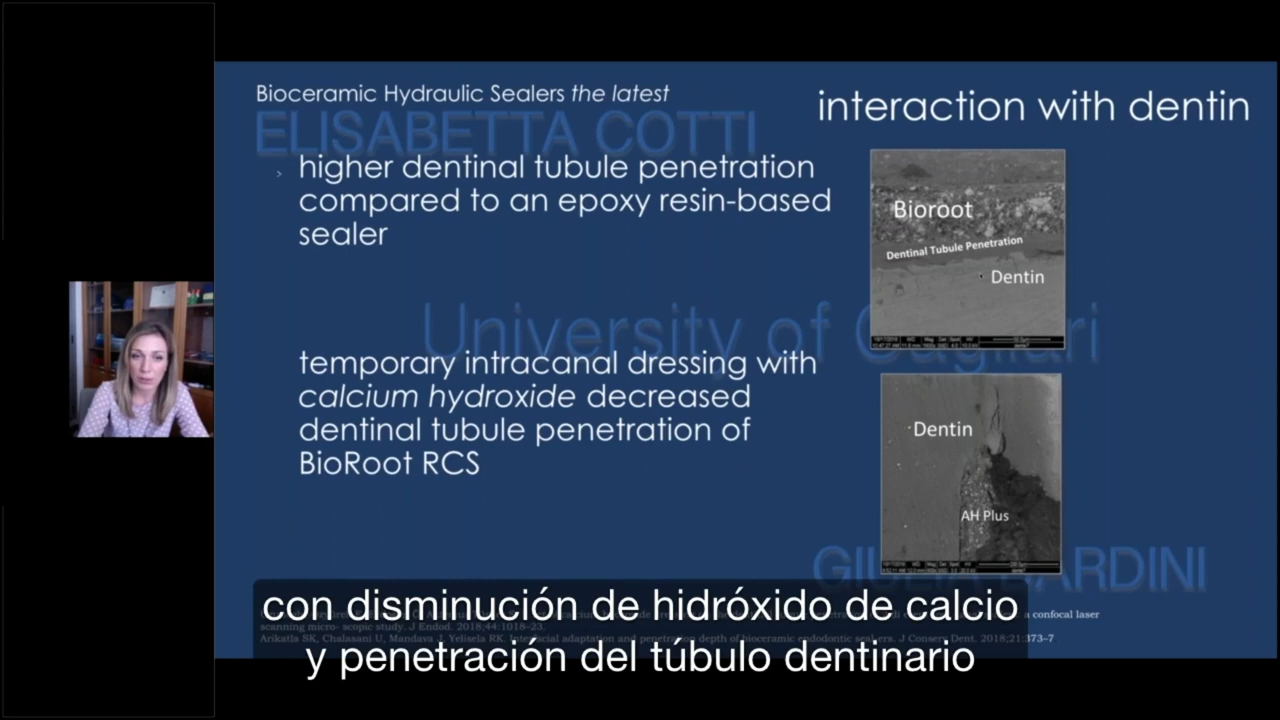 Bioceramic Hydraulic Sealers the latest
interaction with dentin
ELISABETTA COTTI
› higher dentinal tubule penetration
compared to an epoxy resin-based
sealer
Bioroot
Dentinal Tubule Penetration
Dentin
University of Cagliari
temporary intracanal dressing with
calcium hydroxide decreased
dentinal tubule penetration of
BioRoot RCS
Dentin
AH Plus
BARDINI
a confocal laser
scanning micro- scopic study. J Endod. 2018;44:1018–23.
Arikatla SK, Chalasani U, Mandava J, Yelisela RK. Interfacial adaptation and penetration depth of bioceramic endodontic sealers. J Conserv Dent. 2018;21:373–7
con disminución de hidróxido de calcio
y penetración del túbulo dentinario